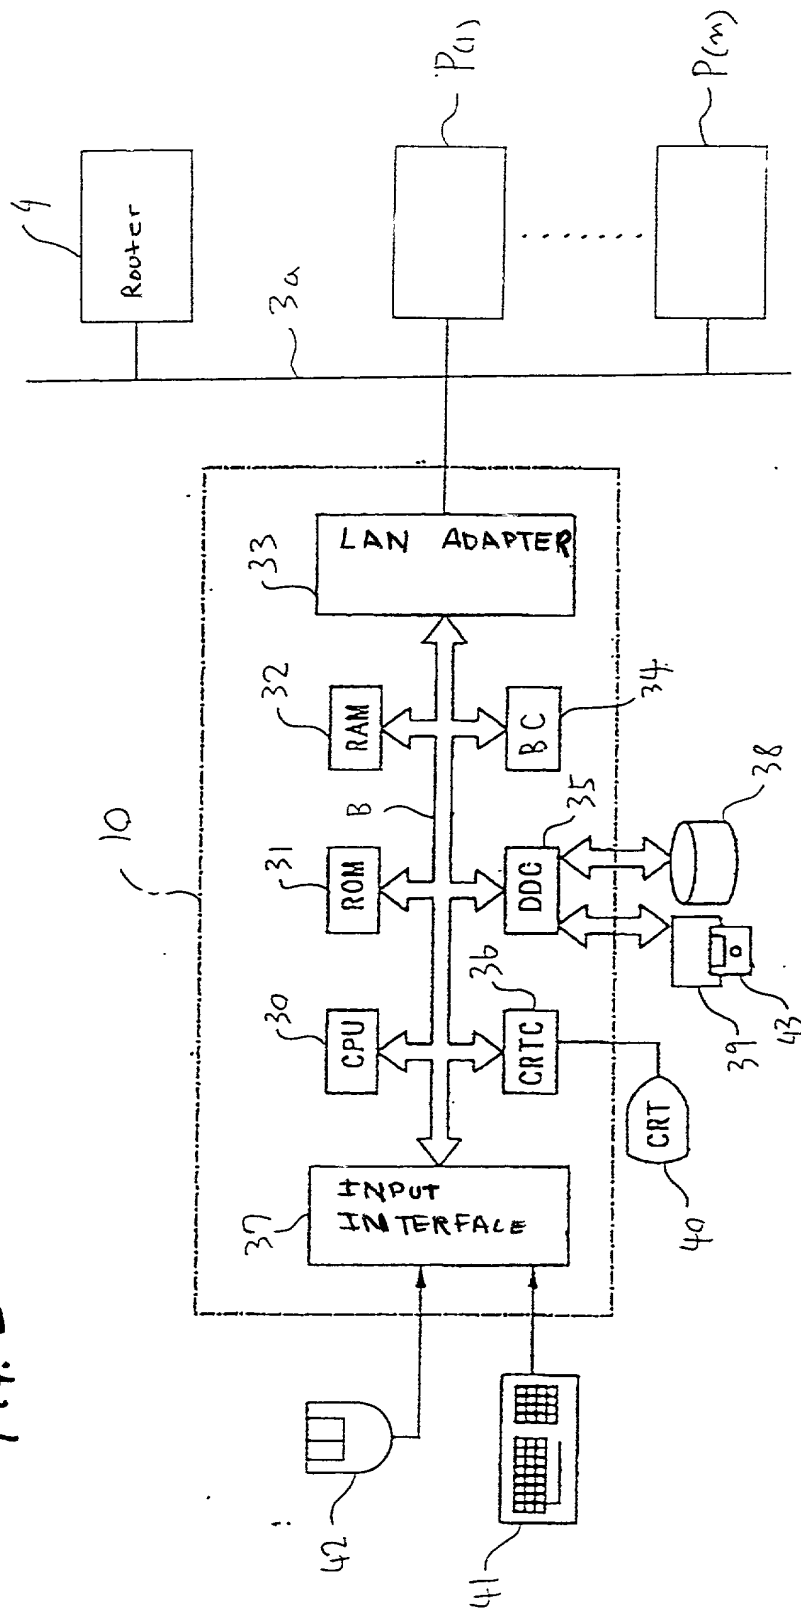 10
30
CPU
31
ROM
32
RAM
33
LAN ADAPTER
B
37
INPUT
INTERFACE
36
CRTC
35
DDC
34
BC
42
41
40
CRT
39
43
38
3a
4
Router
P(1)
P(n)